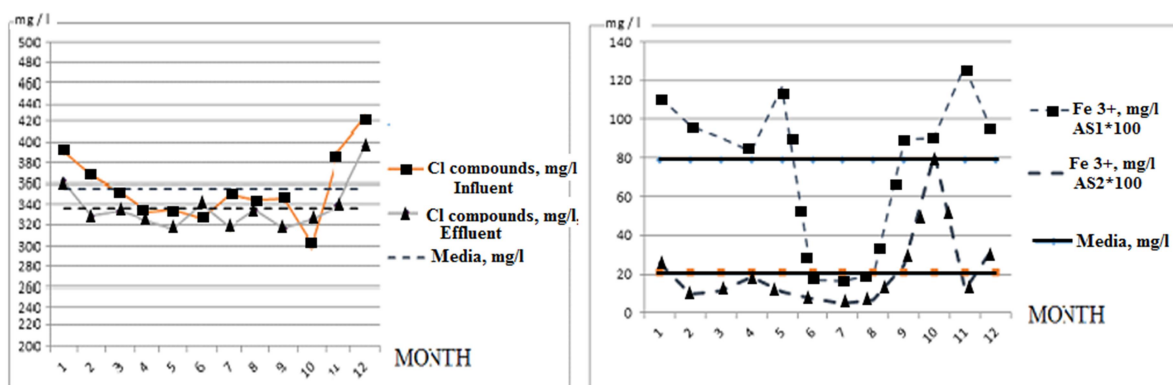 mg / l
500
480
460
440
420
400
380
360
340
320
300
280
260
240
220
200
1 2 3 4 5 6 7 8 9 10 11 12
MONTH
Cl compounds, mg/l
Influent
Cl compounds, mg/l,
Effluent
Media, mg/l
mg / l
140
120
100
80
60
40
20
0
1 2 3 4 5 6 7 8 9 10 11 12
MONTH
Fe 3+, mg/l
AS1*100
Fe 3+, mg/l
AS2*100
Media, mg/l